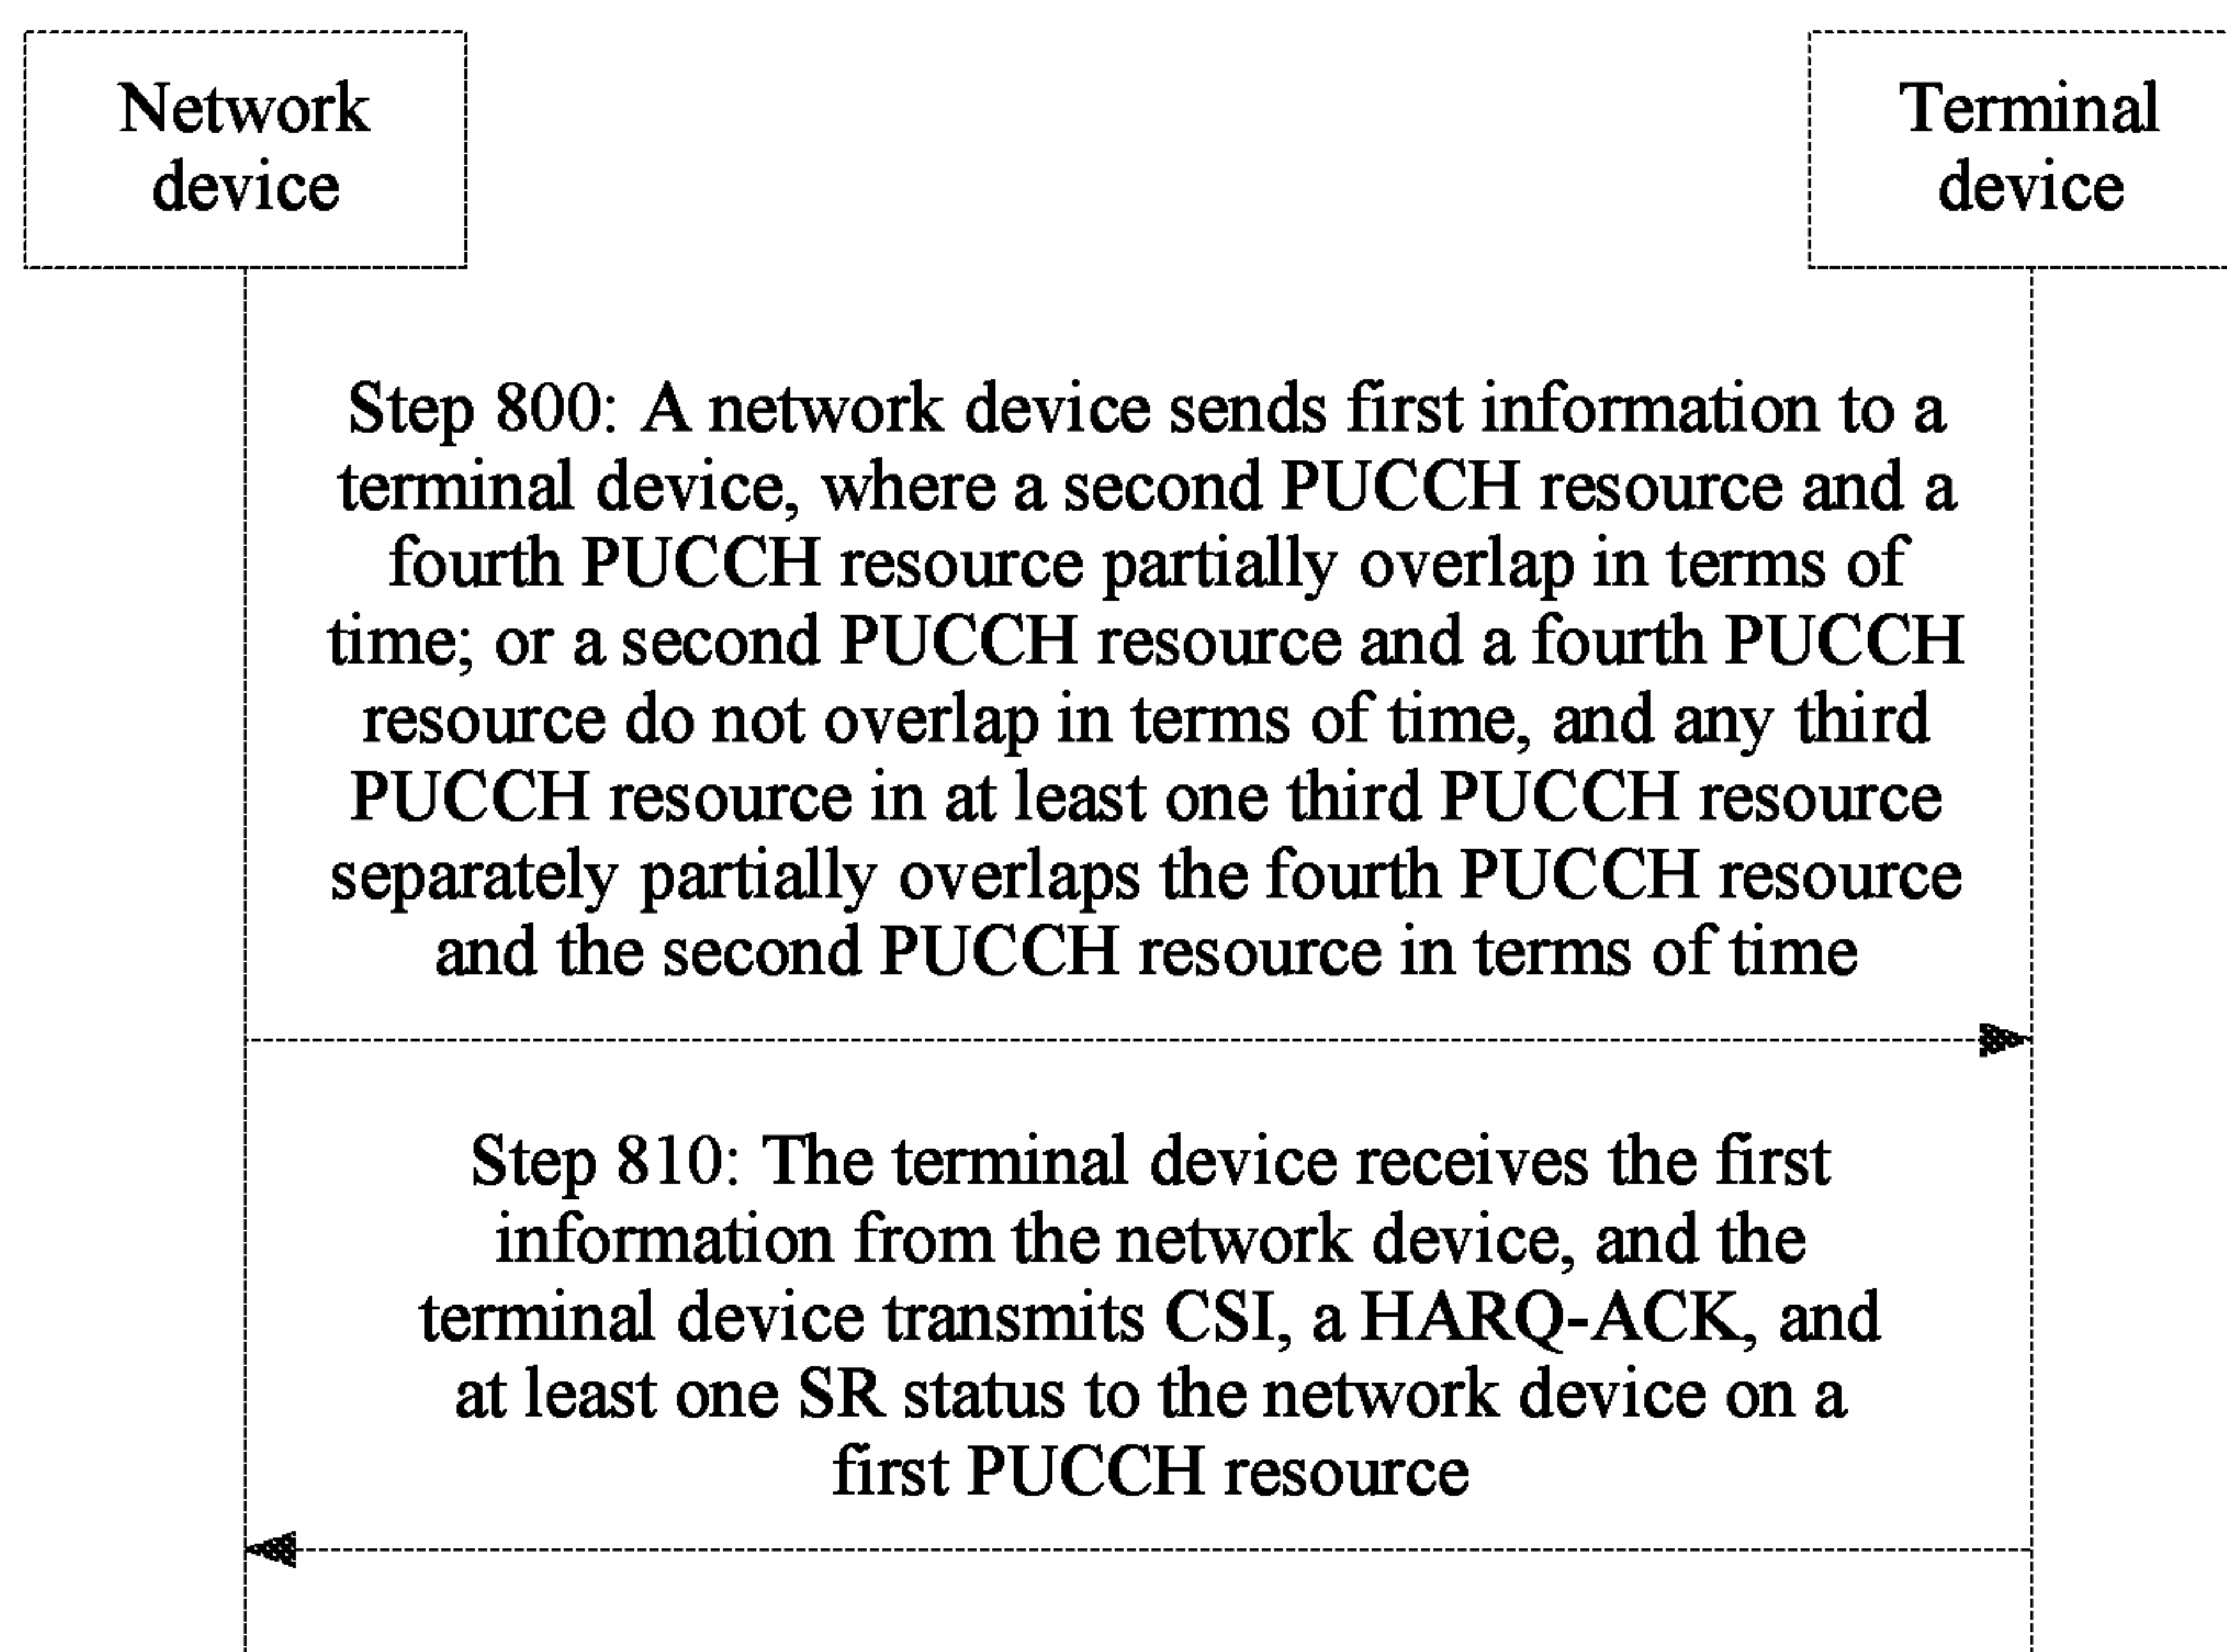 Network
device
Terminal
device
Step 800: A network device sends first information to a
terminal device, where a second PUCCH resource and a
fourth PUCCH resource partially overlap in terms of
time; or a second PUCCH resource and a fourth PUCCH
resource do not overlap in terms of time, and any third
PUCCH resource in at least one third PUCCH resource
separately partially overlaps the fourth PUCCH resource
and the second PUCCH resource in terms of time
Step 810: The terminal device receives the first
information from the network device, and the
terminal device transmits CSI, a HARQ-ACK, and
at least one SR status to the network device on a
first PUCCH resource